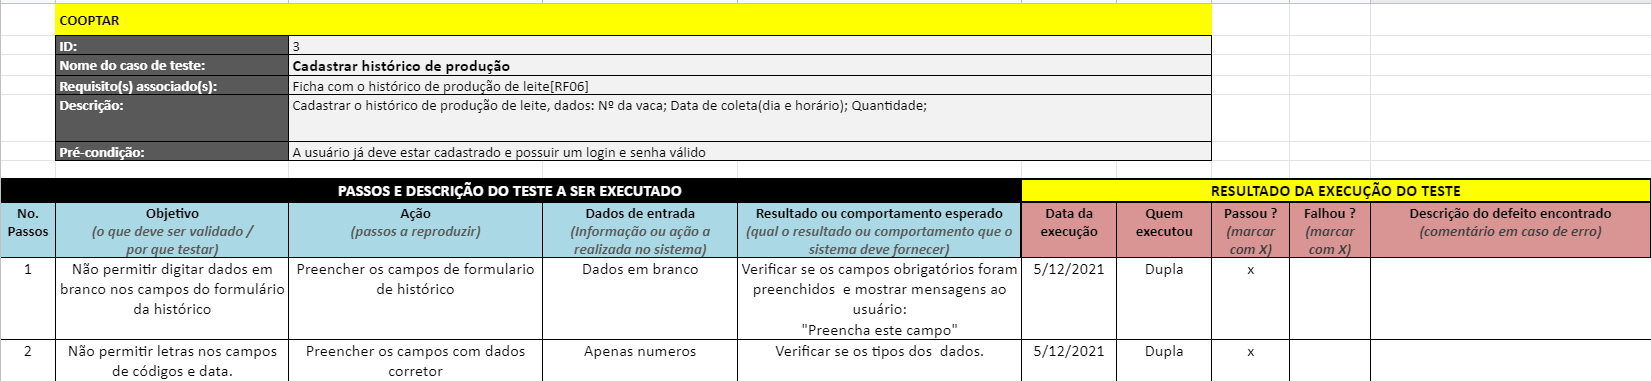 COOPTAR
ID: 3
Nome do caso de teste: Cadastrar histórico de produção
Requisito(s) associado(s): Ficha com o histórico de produção de leite[RF06]
Descrição: Cadastrar o histórico de produção de leite, dados: Nº da vaca; Data de coleta(dia e horário); Quantidade;
Pré-condição: A usuário já deve estar cadastrado e possuir um login e senha válido
PASSOS E DESCRIÇÃO DO TESTE A SER EXECUTADO
RESULTADO DA EXECUÇÃO DO TESTE
No.
Passos
Objetivo
(o que deve ser validado /
por que testar)
Ação
(passos a reproduzir)
Dados de entrada
(Informação ou ação a
realizada no sistema)
Resultado ou comportamento esperado
(qual o resultado ou comportamento que o
sistema deve fornecer)
Data da
execução
Quem
executou
Passou ?
(marcar
com X)
Falhou ?
(marcar
com X)
Descrição do defeito encontrado
(comentário em caso de erro)
1
Não permitir digitar dados em
branco nos campos do formulário
da histórico
Preencher os campos de formulario
de histórico
Dados em branco
Verificar se os campos obrigatórios foram
preenchidos e mostrar mensagens ao
usuário:
"Preencha este campo"
5/12/2021
Dupla
x
2
Não permitir letras nos campos
de códigos e data.
Preencher os campos com dados
corretor
Apenas numeros
Verificar se os tipos dos dados.
5/12/2021
Dupla
x